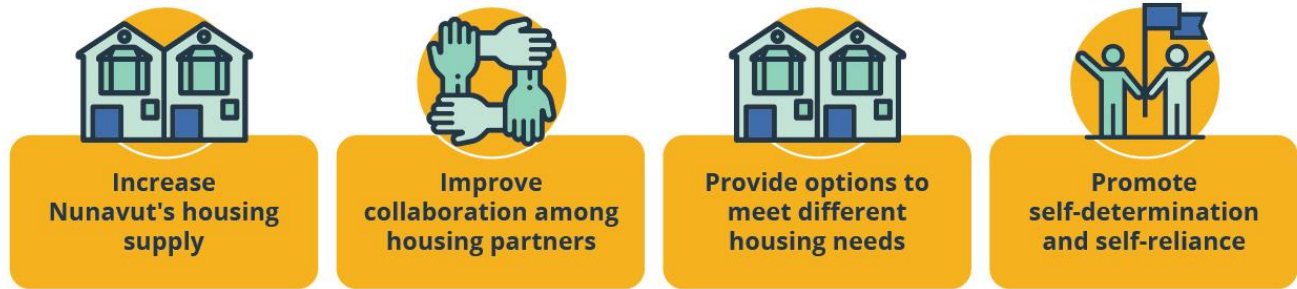 Increase
Nunavut's housing
supply
Improve
collaboration among
housing partners
Provide options to
meet different
housing needs
Promote
self-determination
and self-reliance